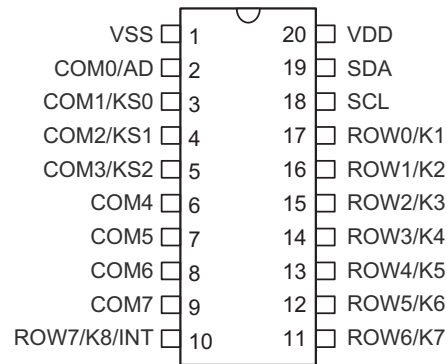 VSS 1 20 VDD
COM0/AD 2 19 SDA
COM1/KS0 3 18 SCL
COM2/KS1 4 17 ROW0/K1
COM3/KS2 5 16 ROW1/K2
COM4 6 15 ROW2/K3
COM5 7 14 ROW3/K4
COM6 8 13 ROW4/K5
COM7 9 12 ROW5/K6
ROW7/K8/INT 10 11 ROW6/K7